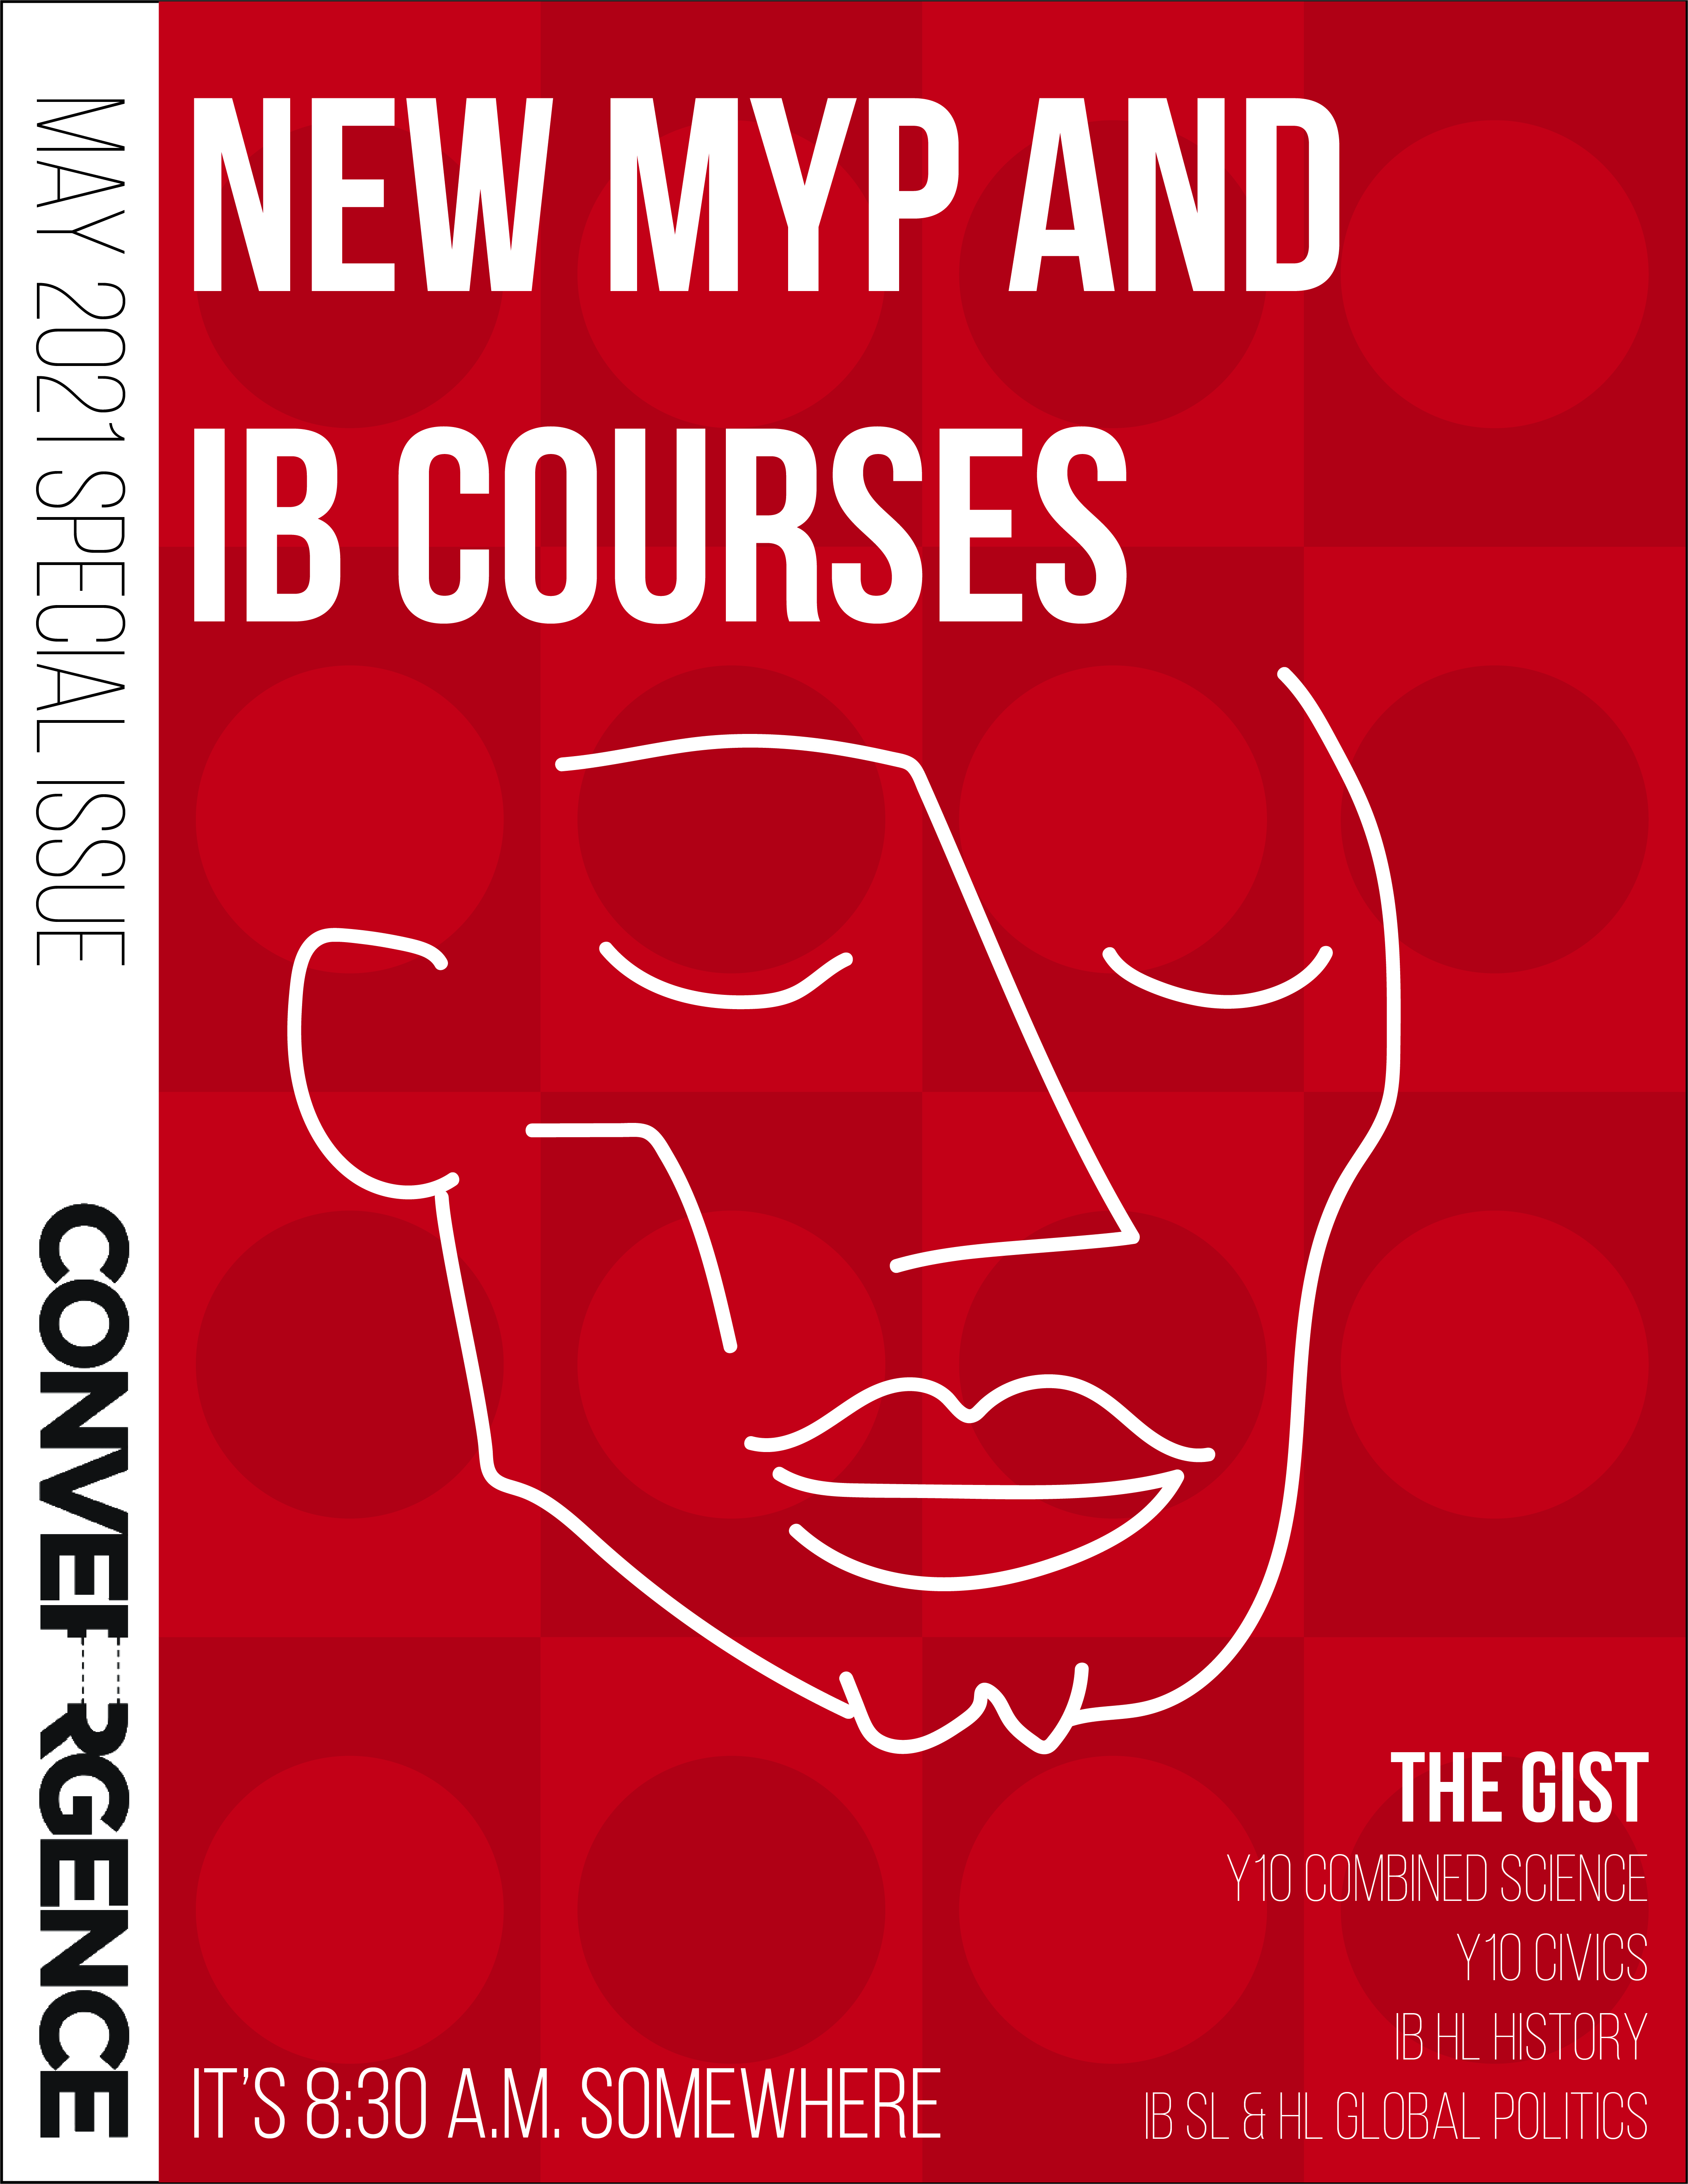 MAY 2021 SPECIAL ISSUE
CONVERGENCE
NEW MYP AND
IB COURSES
THE GIST
Y10 COMBINED SCIENCE
Y10 CIVICS
IB HL HISTORY
IB SL & HL GLOBAL POLITICS
IT'S 8:30 A.M. SOMEWHERE